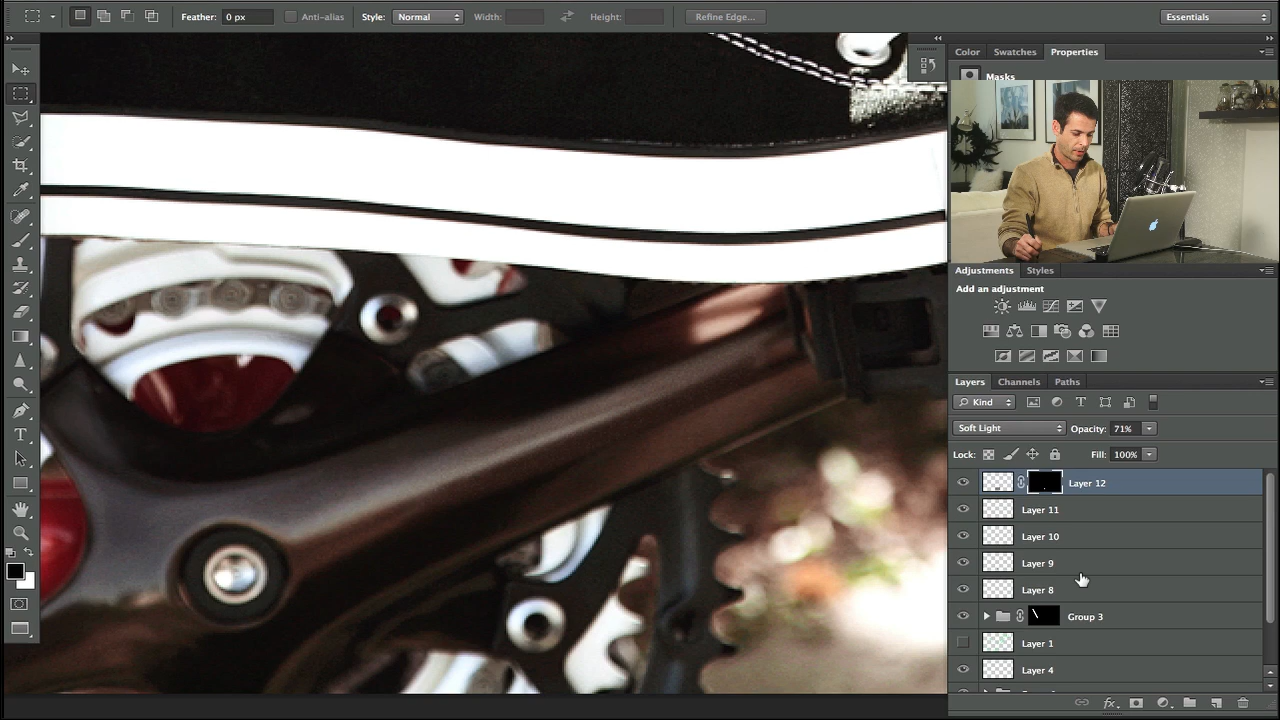 Feather: 0 px Anti-alias Style: Normal Width: Height: Refine Edge... Essentials
Color Swatches Properties
Masks
Adjustments Styles
Add an adjustment
Layers Channels Paths
Kind
Soft Light Opacity: 71%
Lock: Fill: 100%
Layer 12
Layer 11
Layer 10
Layer 9
Layer 8
Group 3
Layer 1
Layer 4